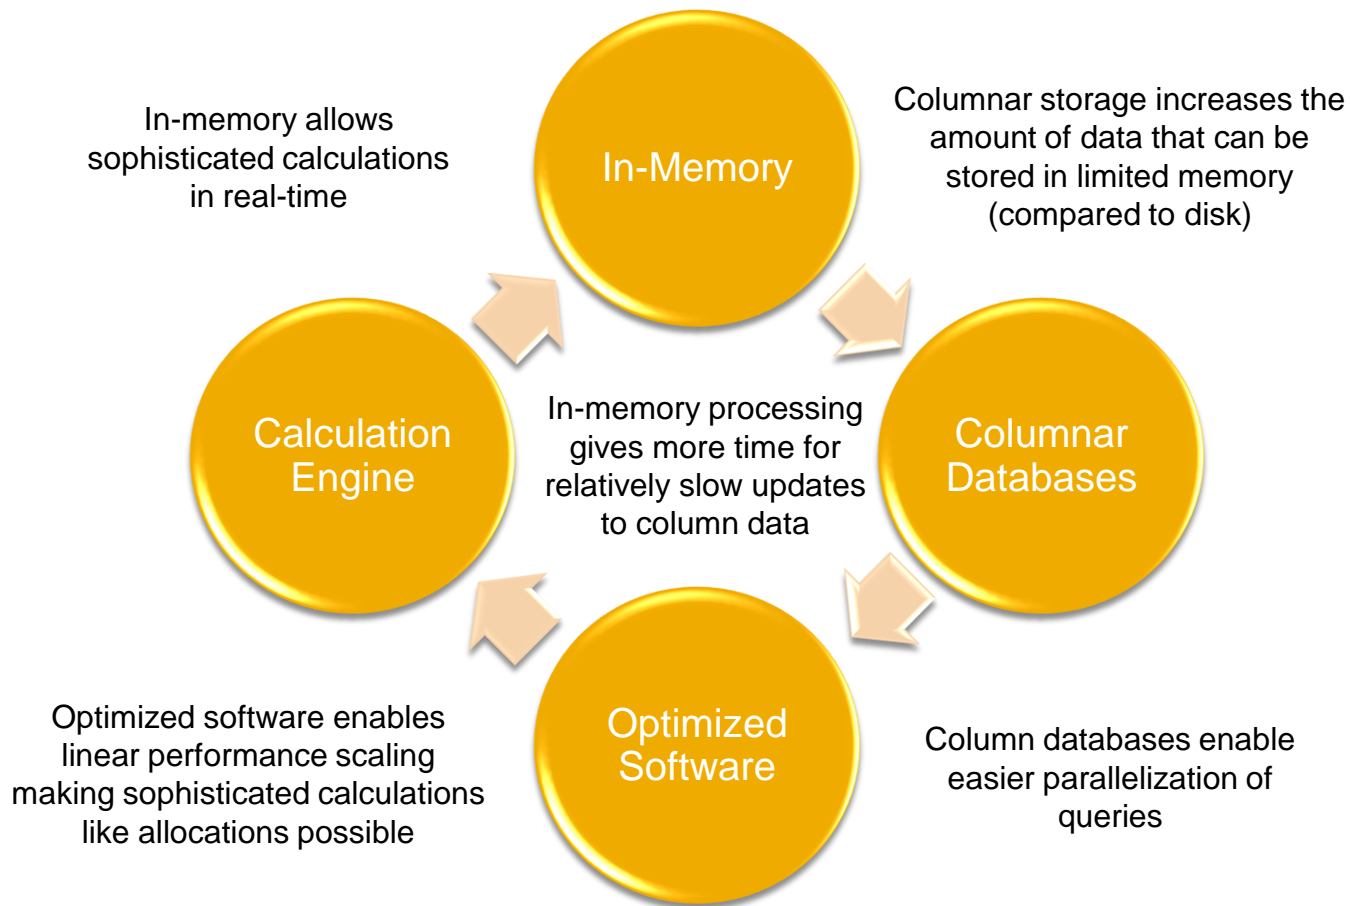 In-Memory
In-memory allows
sophisticated calculations
in real-time
Columnar storage increases the
amount of data that can be
stored in limited memory
(compared to disk)
Calculation
Engine
In-memory processing
gives more time for
relatively slow updates
to column data
Columnar
Databases
Optimized software enables
linear performance scaling
making sophisticated calculations
like allocations possible
Optimized
Software
Column databases enable
easier parallelization of
queries